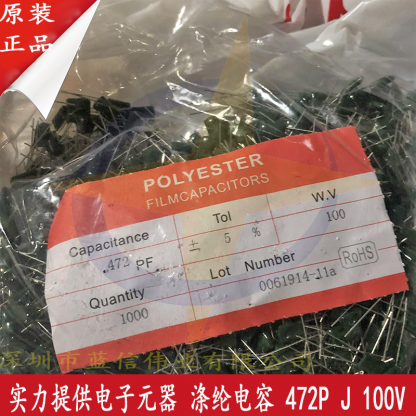 原装
正品
POLYESTER
FILMCAPACITORS
Capacitance
Tol
W.V
.472 PF
± 5 %
100
Quantity
Lot Number
1000
0061914-11a
RoHS
深圳市蓝信伟业有限公司
实力提供电子元器 涤纶电容 472P J 100V